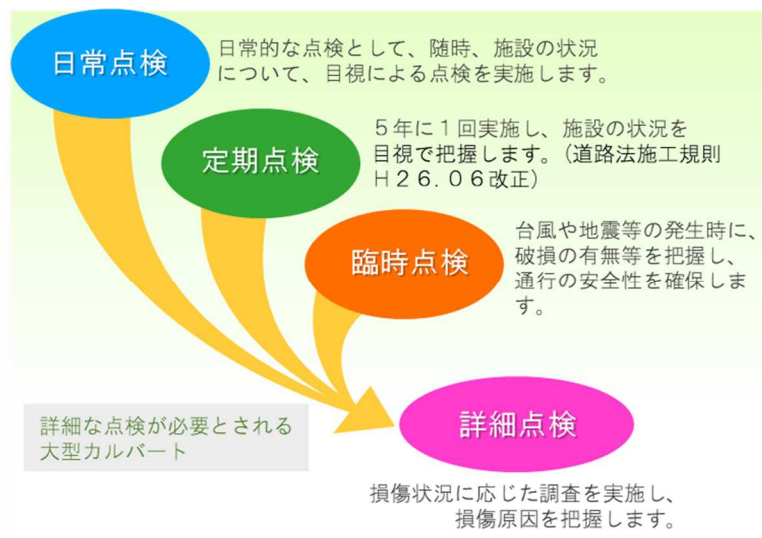 日常点検
日常的な点検として、随時、施設の状況
について、目視による点検を実施します。
定期点検
５年に１回実施し、施設の状況を
目視で把握します。（道路法施工規則
Ｈ２６．０６改正）
臨時点検
台風や地震等の発生時に、
破損の有無等を把握し、
通行の安全性を確保しま
す。
詳細な点検が必要とされる
大型カルバート
詳細点検
損傷状況に応じた調査を実施し、
損傷原因を把握します。